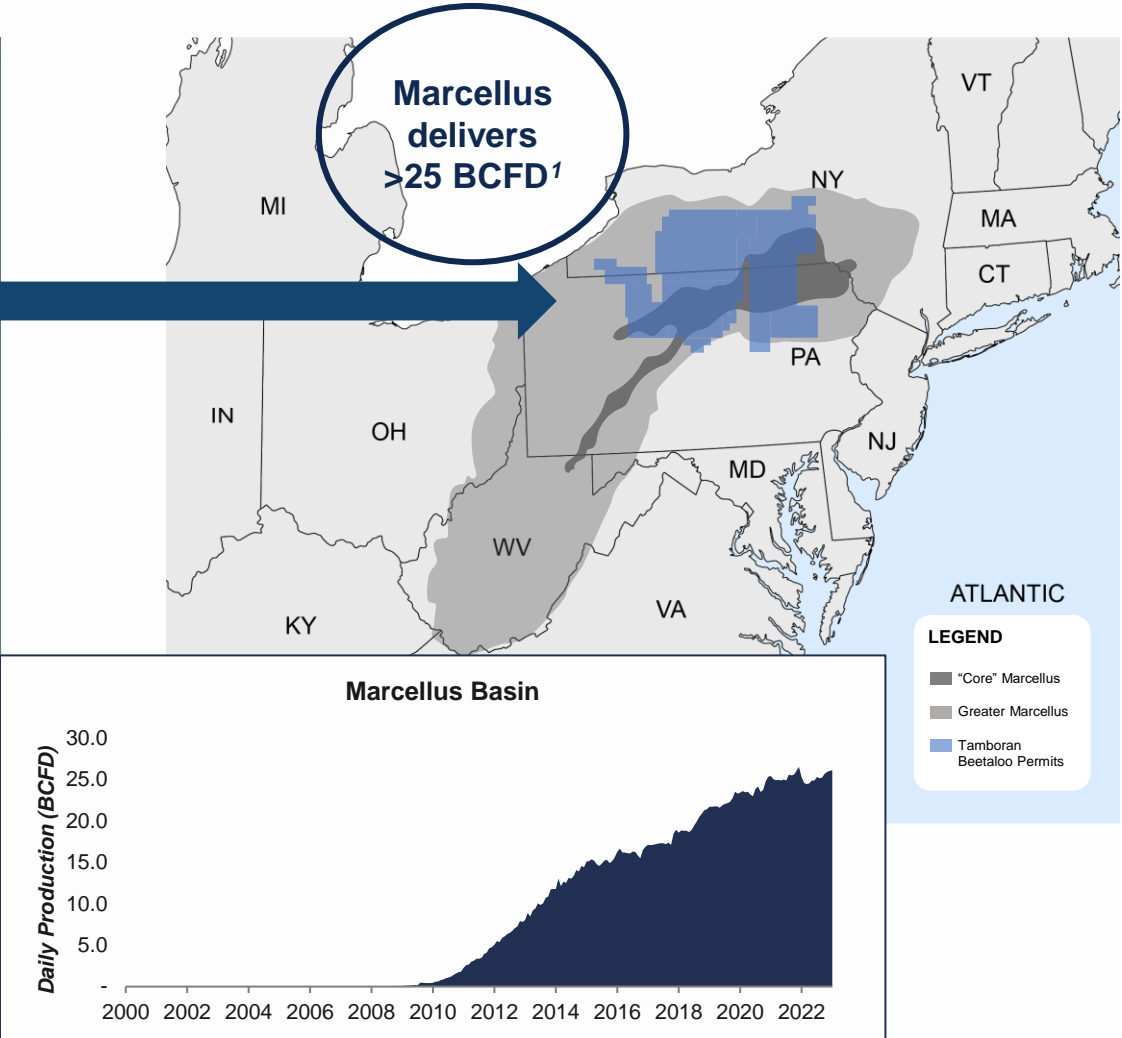 Marcellus
delivers
>25 BCFD¹
VT
NY
MI
MA
CT
PA
IN
OH
NJ
MD
WV
ATLANTIC
VA
KY
LEGEND
“Core” Marcellus
Greater Marcellus
Tamboran
Beetaloo Permits
Marcellus Basin
Daily Production (BCFD)
30.0
25.0
20.0
15.0
10.0
5.0
-
2000 2002 2004 2006 2008 2010 2012 2014 2016 2018 2020 2022